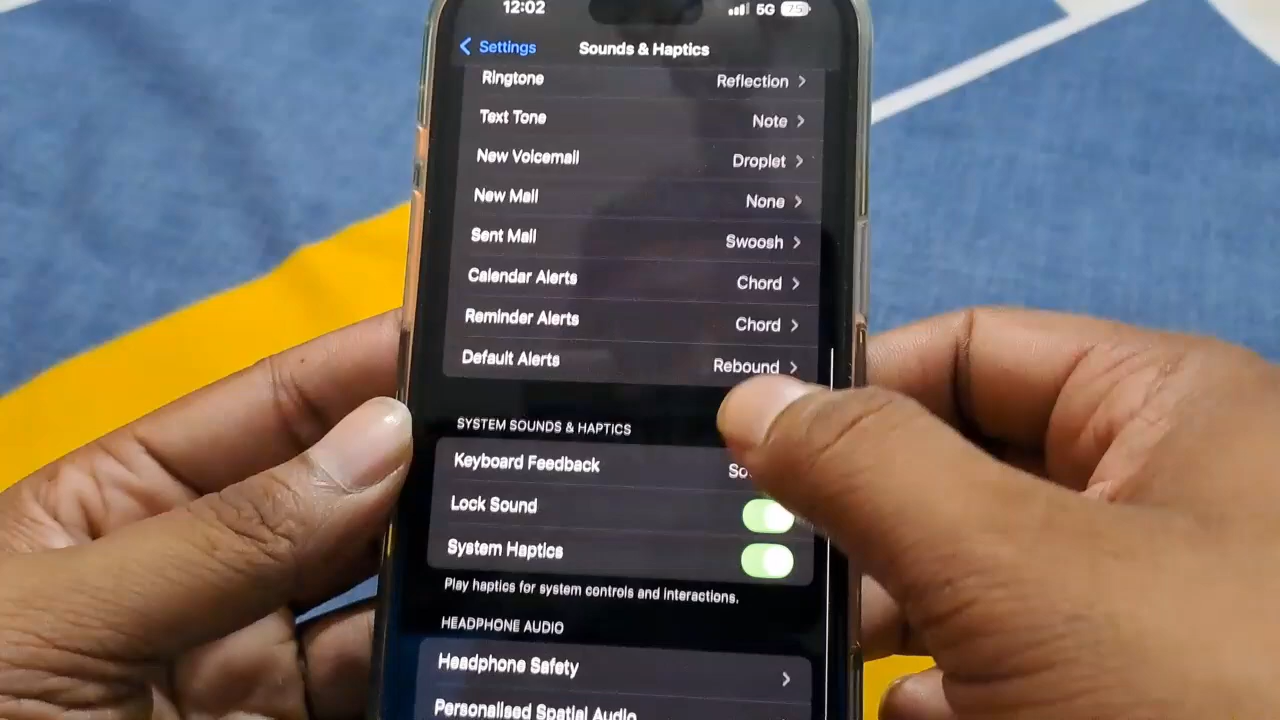 12:02 5G 75
Settings Sounds & Haptics
Ringtone Reflection
Text Tone Note
New Voicemail Droplet
New Mail None
Sent Mail Swoosh
Calendar Alerts Chord
Reminder Alerts Chord
Default Alerts Rebound
SYSTEM SOUNDS & HAPTICS
Keyboard Feedback
Lock Sound
System Haptics
Play haptics for system controls and interactions.
HEADPHONE AUDIO
Headphone Safety
Personalised Spatial Audio